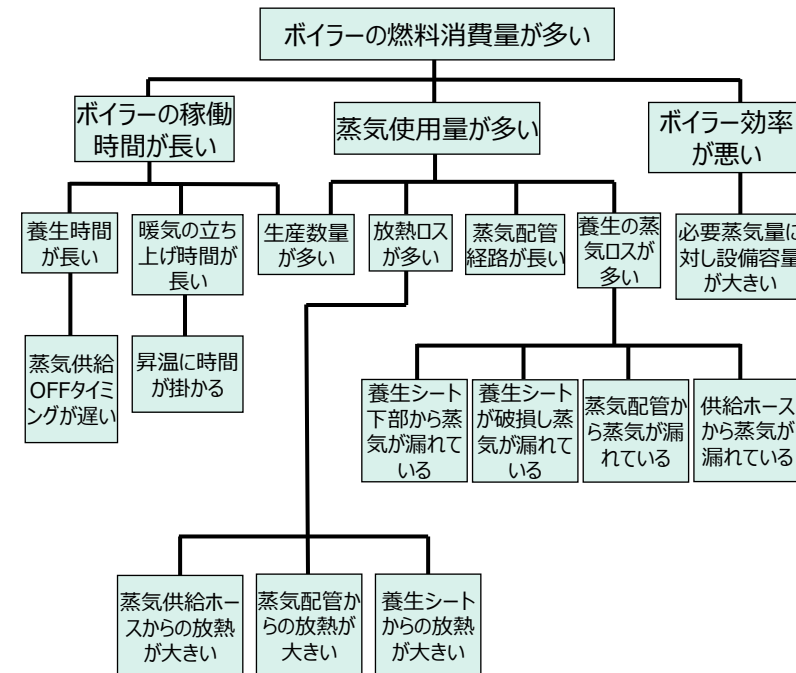 ボイラーの燃料消費量が多い
ボイラーの稼働
時間が長い
蒸気使用量が多い
ボイラー効率
が悪い
養生時間
が長い
暖気の立ち
上げ時間が
長い
生産数量
が多い
放熱ロス
が多い
蒸気配管
経路が長い
養生の蒸
気ロスが
多い
必要蒸気量に
対し設備容量
が大きい
蒸気供給
OFFタイミ
ングが遅い
昇温に時間
が掛かる
養生シート
下部から蒸
気が漏れて
いる
養生シート
が破損し蒸
気が漏れて
いる
蒸気配管か
ら蒸気が漏
れている
供給ホース
から蒸気が
漏れている
蒸気供給ホー
スからの放熱
が大きい
蒸気配管か
らの放熱が
大きい
養生シート
からの放熱
が大きい